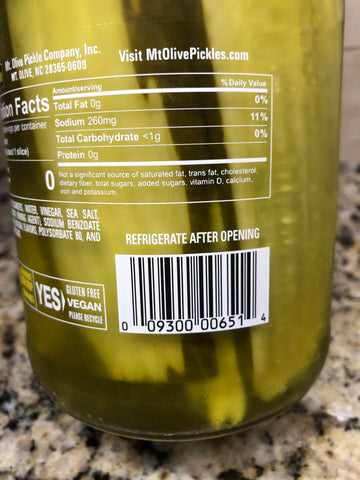 Mt. Olive Pickle Company, Inc.
MT. OLIVE, NC 28365-0609
Visit MtOlivePickles.com
Facts
per container
1 slice)
0
Amount/serving % Daily Value
Total Fat 0g 0%
Sodium 260mg 11%
Total Carbohydrate <1g 0%
Protein 0g
Not a significant source of saturated fat, trans fat, cholesterol,
dietary fiber, total sugars, added sugars, vitamin D, calcium,
iron and potassium.
WATER, VINEGAR, SEA SALT,
AGENT), SODIUM BENZOATE
FLAVORS, POLYSORBATE 80, AND
REFRIGERATE AFTER OPENING
YES
GLUTEN FREE
VEGAN
PLEASE RECYCLE
0 09300 00651 4